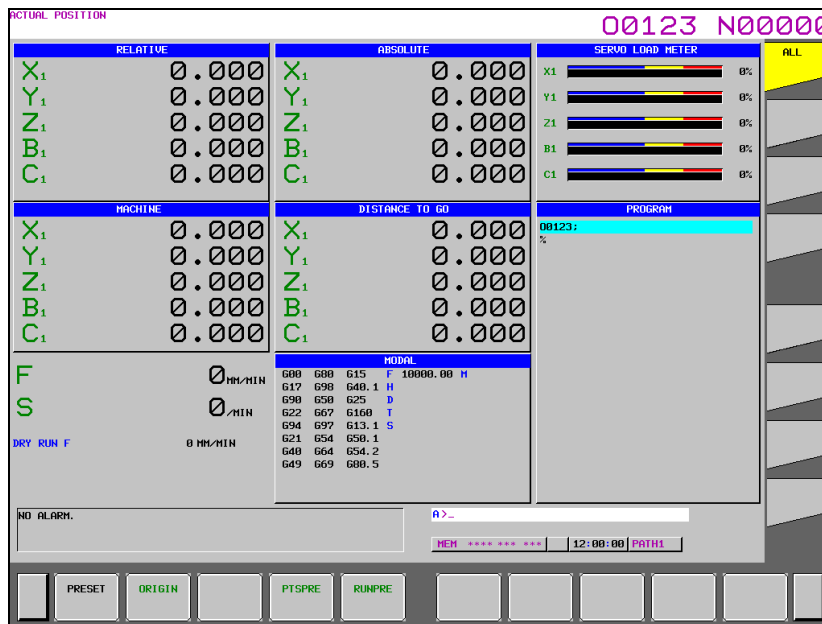 ACTUAL POSITION
O0123 N00000
RELATIVE
X1 0.000
Y1 0.000
Z1 0.000
B1 0.000
C1 0.000
ABSOLUTE
X1 0.000
Y1 0.000
Z1 0.000
B1 0.000
C1 0.000
SERVO LOAD METER
X1 0%
Y1 0%
Z1 0%
B1 0%
C1 0%
ALL
MACHINE
X1 0.000
Y1 0.000
Z1 0.000
B1 0.000
C1 0.000
DISTANCE TO GO
X1 0.000
Y1 0.000
Z1 0.000
B1 0.000
C1 0.000
PROGRAM
O0123;
%
F 0 MM/MIN
S 0 /MIN
DRY RUN F 0 MM/MIN
MODAL
G00 G80 G15 F 10000.00 M
G17 G98 G40.1 H
G90 G50 G25 D
G22 G67 G160 T
G94 G97 G13.1 S
G21 G54 G50.1
G40 G64 G54.2
G49 G69 G80.5
NO ALARM.
A>_
MEM **** *** *** 12:00:00 PATH1
PRESET ORIGIN PTSPRE RUNPRE